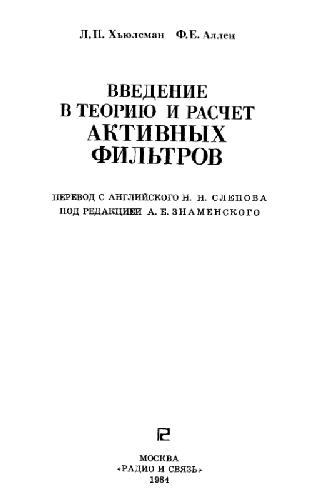 Л.П. Хьюлсман Ф.Е. Аллен
ВВЕДЕНИЕ
В ТЕОРИЮ И РАСЧЕТ
АКТИВНЫХ
ФИЛЬТРОВ
ПЕРЕВОД С АНГЛИЙСКОГО Н. Н. СЛЕПОВА
ПОД РЕДАКЦИЕЙ А. Е. ЗНАМЕНСКОГО
МОСКВА
«РАДИО И СВЯЗЬ»
1984